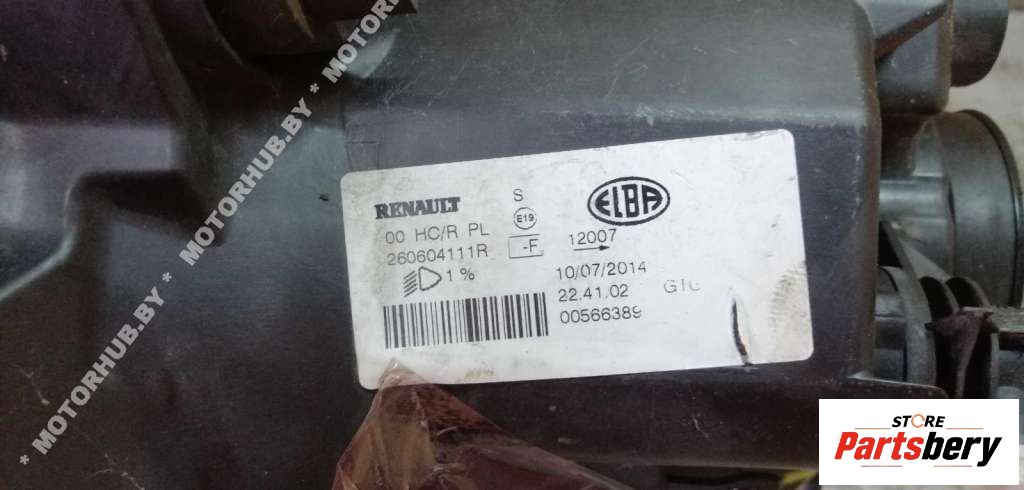 * MOTORHUB.BY * MOTORHUB.BY * MOTORHUB
RENAULT
S
ELBA
00 HC/R PL
E19
260604111R
-F
12007
1%
10/07/2014
22.41.02
00566389
STORE
Partsbery